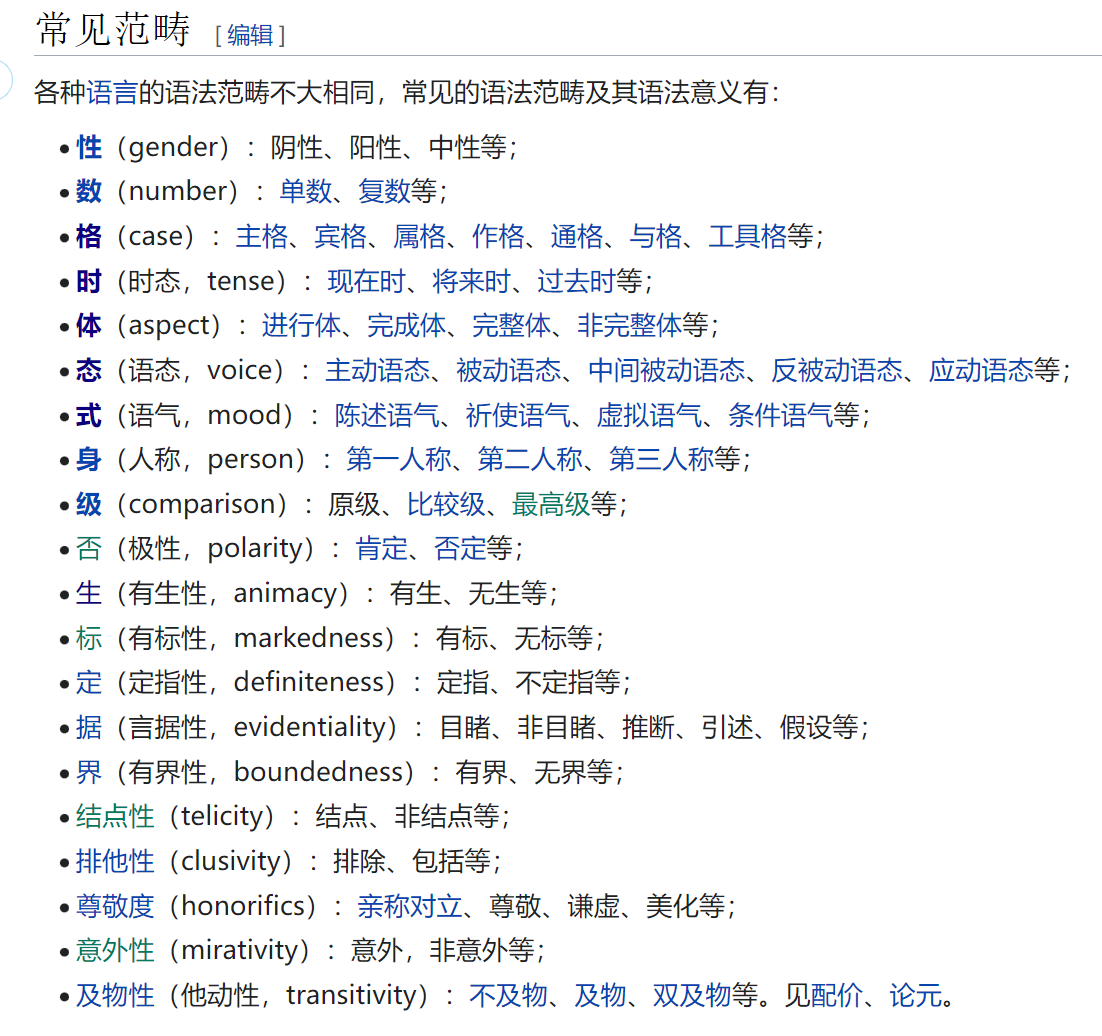 常见范畴 [编辑]
各种语言的语法范畴不大相同，常见的语法范畴及其语法意义有：
• 性（gender）：阴性、阳性、中性等；
• 数（number）：单数、复数等；
• 格（case）：主格、宾格、属格、作格、通格、与格、工具格等；
• 时（时态，tense）：现在时、将来时、过去时等；
• 体（aspect）：进行体、完成体、完整体、非完整体等；
• 态（语态，voice）：主动语态、被动语态、中间被动语态、反被动语态、应动语态等；
• 式（语气，mood）：陈述语气、祈使语气、虚拟语气、条件语气等；
• 身（人称，person）：第一人称、第二人称、第三人称等；
• 级（comparison）：原级、比较级、最高级等；
• 否（极性，polarity）：肯定、否定等；
• 生（有生性，animacy）：有生、无生等；
• 标（有标性，markedness）：有标、无标等；
• 定（定指性，definiteness）：定指、不定指等；
• 据（言据性，evidentiality）：目睹、非目睹、推断、引述、假设等；
• 界（有界性，boundedness）：有界、无界等；
• 结点性（telicity）：结点、非结点等；
• 排他性（clusivity）：排除、包括等；
• 尊敬度（honorifics）：亲称对立、尊敬、谦虚、美化等；
• 意外性（mirativity）：意外，非意外等；
• 及物性（他动性，transitivity）：不及物、及物、双及物等。见配价、论元。